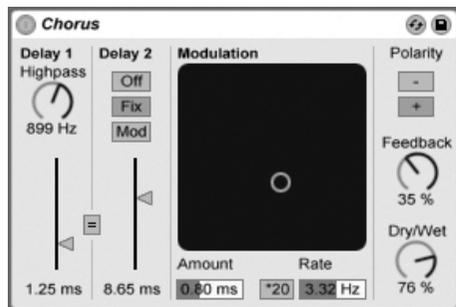 Chorus
Delay 1
Highpass
899 Hz
1.25 ms
=
Delay 2
Off
Fix
Mod
8.65 ms
Modulation
Amount
0.80 ms
*20
Rate
3.32 Hz
Polarity
-
+
Feedback
35 %
Dry/Wet
76 %